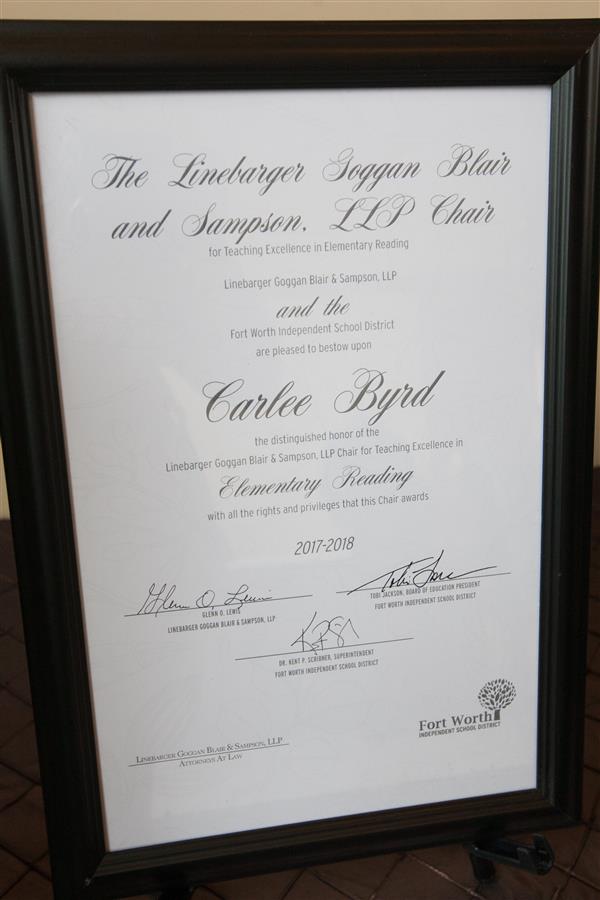 The Linebarger Goggan Blair
and Sampson, LLP Chair
for Teaching Excellence in Elementary Reading
Linebarger Goggan Blair & Sampson, LLP
and the
Fort Worth Independent School District
are pleased to bestow upon
Carlee Byrd
the distinguished honor of the
Linebarger Goggan Blair & Sampson, LLP Chair for Teaching Excellence in
Elementary Reading
with all the rights and privileges that this Chair awards
2017-2018
Glenn O. Lewis
Tobi Jackson
GLENN O. LEWIS
LINEBARGER GOGGAN BLAIR & SAMPSON, LLP
TOBI JACKSON, BOARD OF EDUCATION PRESIDENT
FORT WORTH INDEPENDENT SCHOOL DISTRICT
DR. KENT P. SCRIBNER, SUPERINTENDENT
FORT WORTH INDEPENDENT SCHOOL DISTRICT
Fort Worth
INDEPENDENT SCHOOL DISTRICT
LINEBARGER GOGGAN BLAIR & SAMPSON, LLP
ATTORNEYS AT LAW